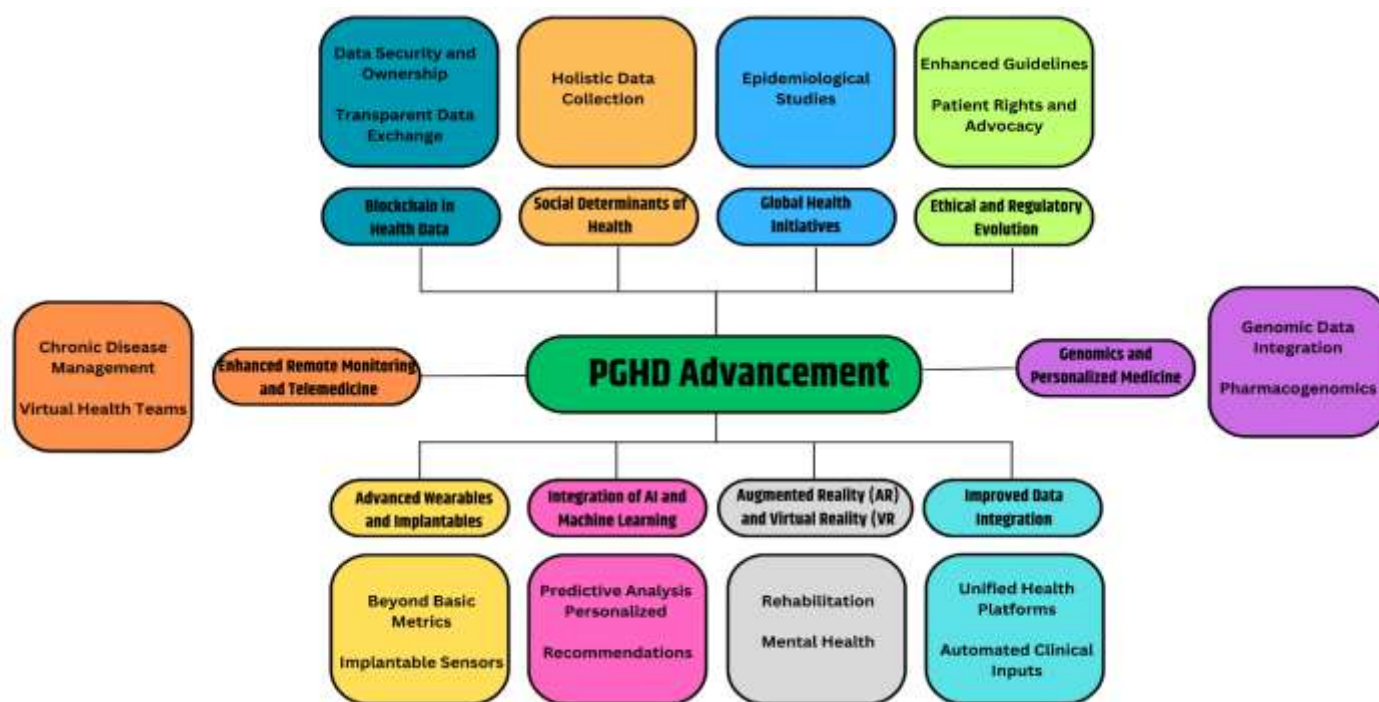 Data Security and
Ownership
Transparent Data
Exchange
Holistic Data
Collection
Epidemiological
Studies
Enhanced Guidelines
Patient Rights and
Advocacy
Blockchain in
Health Data
Social Determinants of
Health
Global Health
Initiatives
Ethical and Regulatory
Evolution
Chronic Disease
Management
Virtual Health Teams
Enhanced Remote Monitoring
and Telemedicine
PGHD Advancement
Genomics and
Personalized Medicine
Genomic Data
Integration
Pharmacogenomics
Advanced Wearables
and Implantables
Integration of AI and
Machine Learning
Augmented Reality (AR)
and Virtual Reality (VR
Improved Data
Integration
Beyond Basic
Metrics
Implantable Sensors
Predictive Analysis
Personalized
Recommendations
Rehabilitation
Mental Health
Unified Health
Platforms
Automated Clinical
Inputs